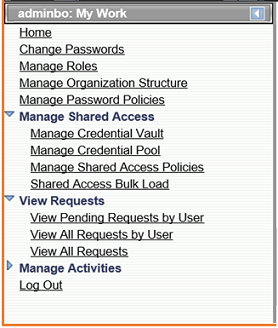 adminbo: My Work
Home
Change Passwords
Manage Roles
Manage Organization Structure
Manage Password Policies
Manage Shared Access
Manage Credential Vault
Manage Credential Pool
Manage Shared Access Policies
Shared Access Bulk Load
View Requests
View Pending Requests by User
View All Requests by User
View All Requests
Manage Activities
Log Out